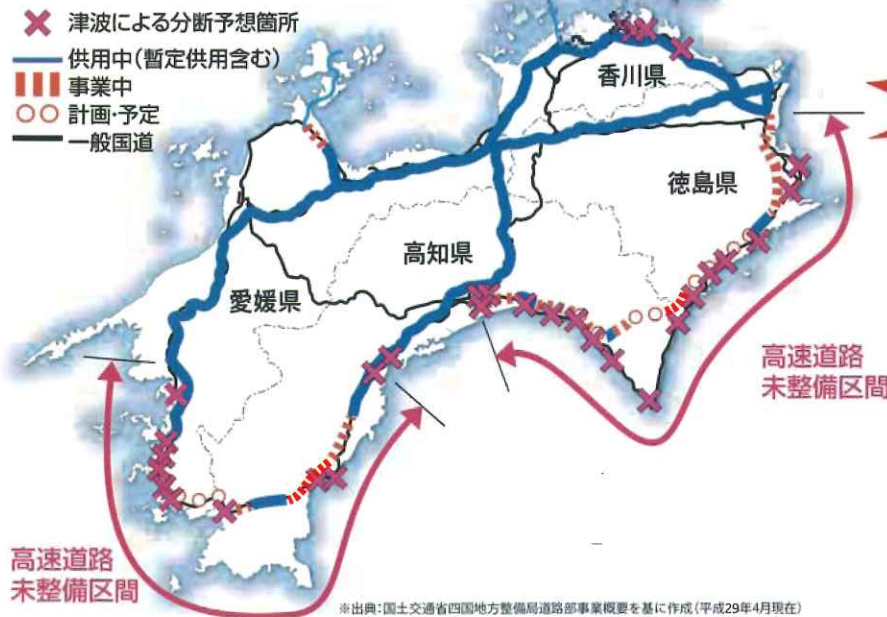 津波による分断予想箇所
供用中(暫定供用含む)
事業中
計画・予定
一般国道
香川県
徳島県
高知県
愛媛県
高速道路
未整備区間
高速道路
未整備区間
※出典:国土交通省四国地方整備局道路部事業概要を基に作成(平成29年4月現在)